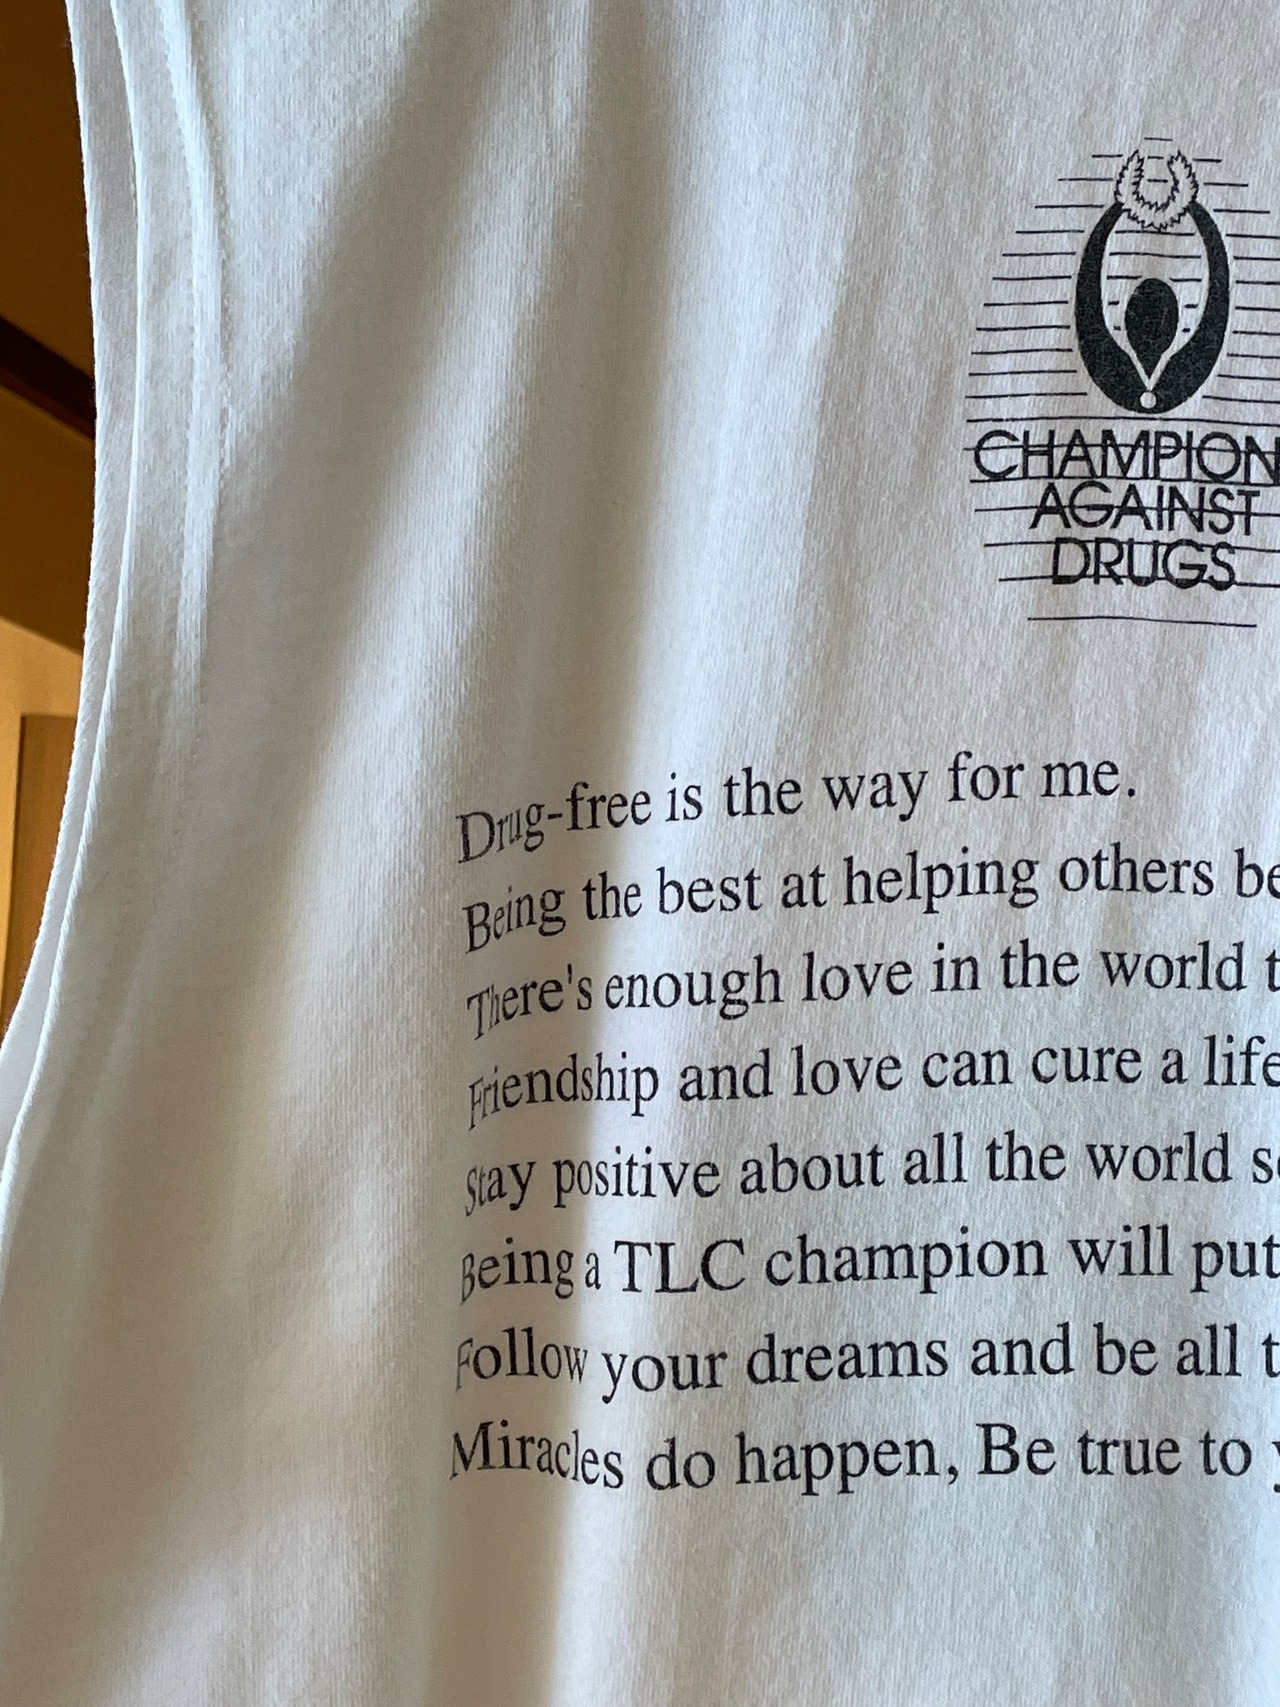 CHAMPION
AGAINST
DRUGS
Drug-free is the way for me.
Being the best at helping others
There's enough love in the world
Friendship and love can cure a life
Stay positive about all the world
Being a TLC champion will put
Follow your dreams and be all
Miracles do happen, Be true to